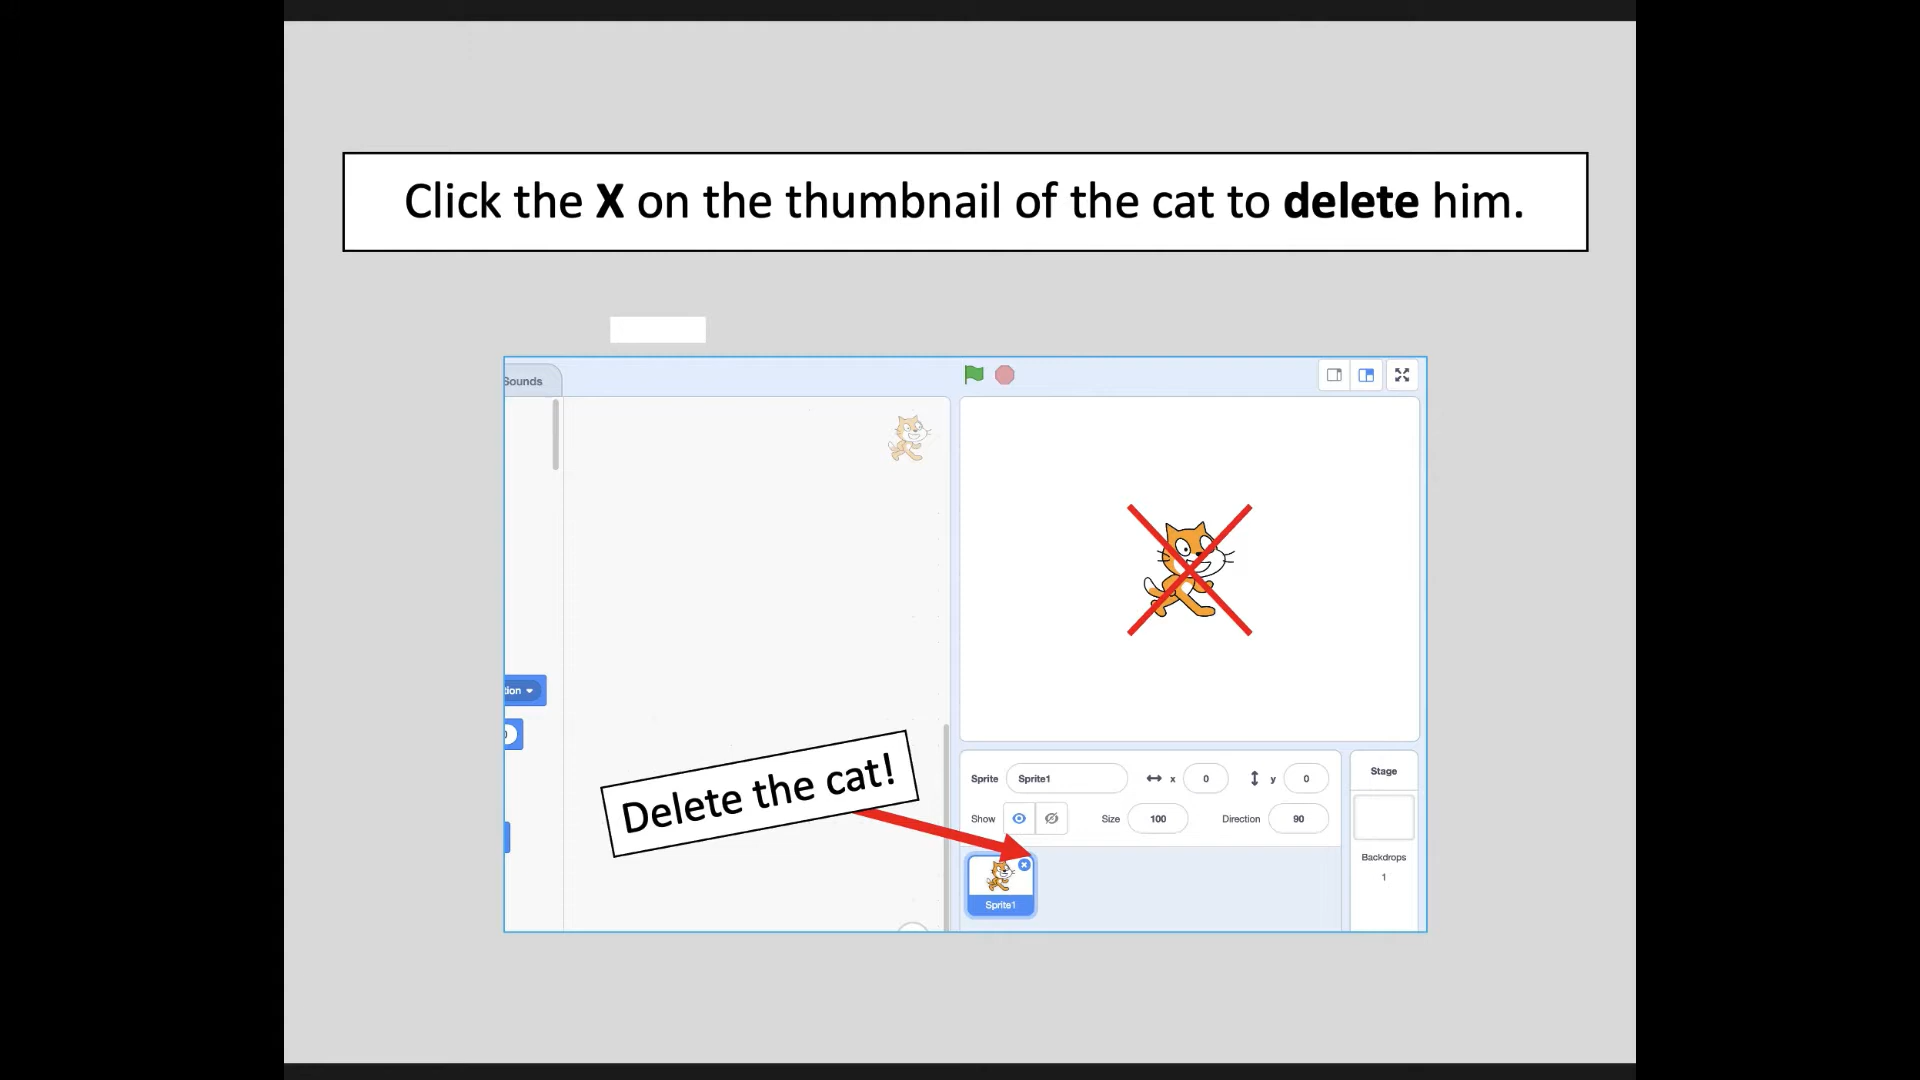 Click the X on the thumbnail of the cat to delete him.
Sounds
tion
Delete the cat!
Sprite Sprite1 x 0 y 0
Show Size 100 Direction 90
Sprite1
Stage
Backdrops
1